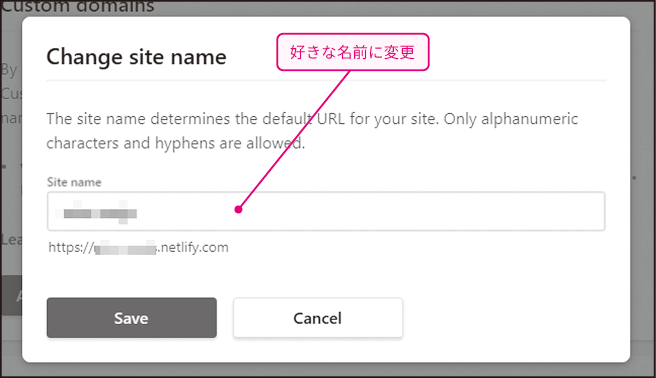 Custom domains
Change site name
好きな名前に変更
By
Cus
nar
The site name determines the default URL for your site. Only alphanumeric
characters and hyphens are allowed.
Site name
https:// s.netlify.com
Lea
Save
Cancel